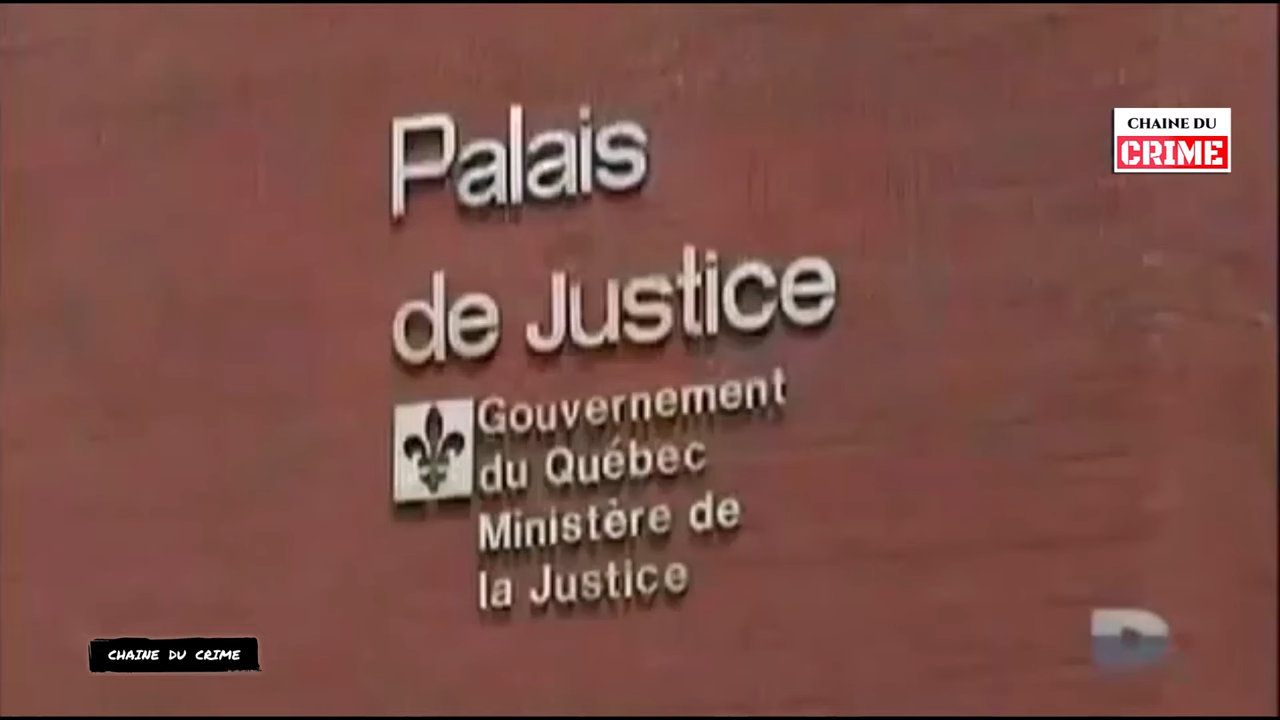 Palais
de Justice
Gouvernement
du Québec
Ministère de
la Justice
CHAINE DU
CRIME
CHAINE DU CRIME
D